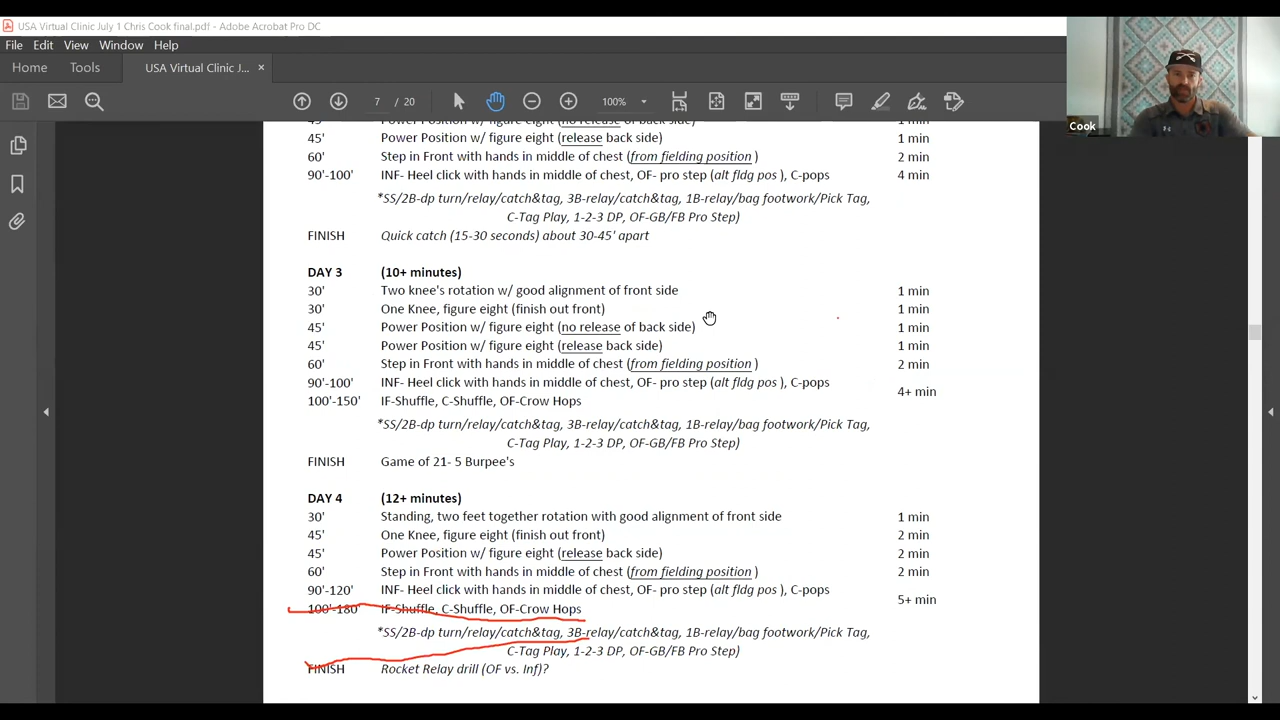 USA Virtual Clinic July 1 Chris Cook final.pdf - Adobe Acrobat Pro DC
File Edit View Window Help
Home Tools USA Virtual Clinic J... ×
7 / 20 100%
Cook
45' Power Position w/ figure eight (no release of back side) 1 min
45' Power Position w/ figure eight (release back side) 1 min
60' Step in Front with hands in middle of chest (from fielding position ) 2 min
90'-100' INF- Heel click with hands in middle of chest, OF- pro step (alt fldg pos ), C-pops 4 min
*SS/2B-dp turn/relay/catch&tag, 3B-relay/catch&tag, 1B-relay/bag footwork/Pick Tag,
C-Tag Play, 1-2-3 DP, OF-GB/FB Pro Step)
FINISH Quick catch (15-30 seconds) about 30-45' apart
DAY 3 (10+ minutes)
30' Two knee's rotation w/ good alignment of front side 1 min
30' One Knee, figure eight (finish out front) 1 min
45' Power Position w/ figure eight (no release of back side) 1 min
45' Power Position w/ figure eight (release back side) 1 min
60' Step in Front with hands in middle of chest (from fielding position ) 2 min
90'-100' INF- Heel click with hands in middle of chest, OF- pro step (alt fldg pos ), C-pops
4+ min
100'-150' IF-Shuffle, C-Shuffle, OF-Crow Hops
*SS/2B-dp turn/relay/catch&tag, 3B-relay/catch&tag, 1B-relay/bag footwork/Pick Tag,
C-Tag Play, 1-2-3 DP, OF-GB/FB Pro Step)
FINISH Game of 21- 5 Burpee's
DAY 4 (12+ minutes)
30' Standing, two feet together rotation with good alignment of front side 1 min
45' One Knee, figure eight (finish out front) 2 min
45' Power Position w/ figure eight (release back side) 2 min
60' Step in Front with hands in middle of chest (from fielding position ) 2 min
90'-120' INF- Heel click with hands in middle of chest, OF- pro step (alt fldg pos ), C-pops
5+ min
100'-180' IF-Shuffle, C-Shuffle, OF-Crow Hops
*SS/2B-dp turn/relay/catch&tag, 3B-relay/catch&tag, 1B-relay/bag footwork/Pick Tag,
C-Tag Play, 1-2-3 DP, OF-GB/FB Pro Step)
FINISH Rocket Relay drill (OF vs. Inf)?